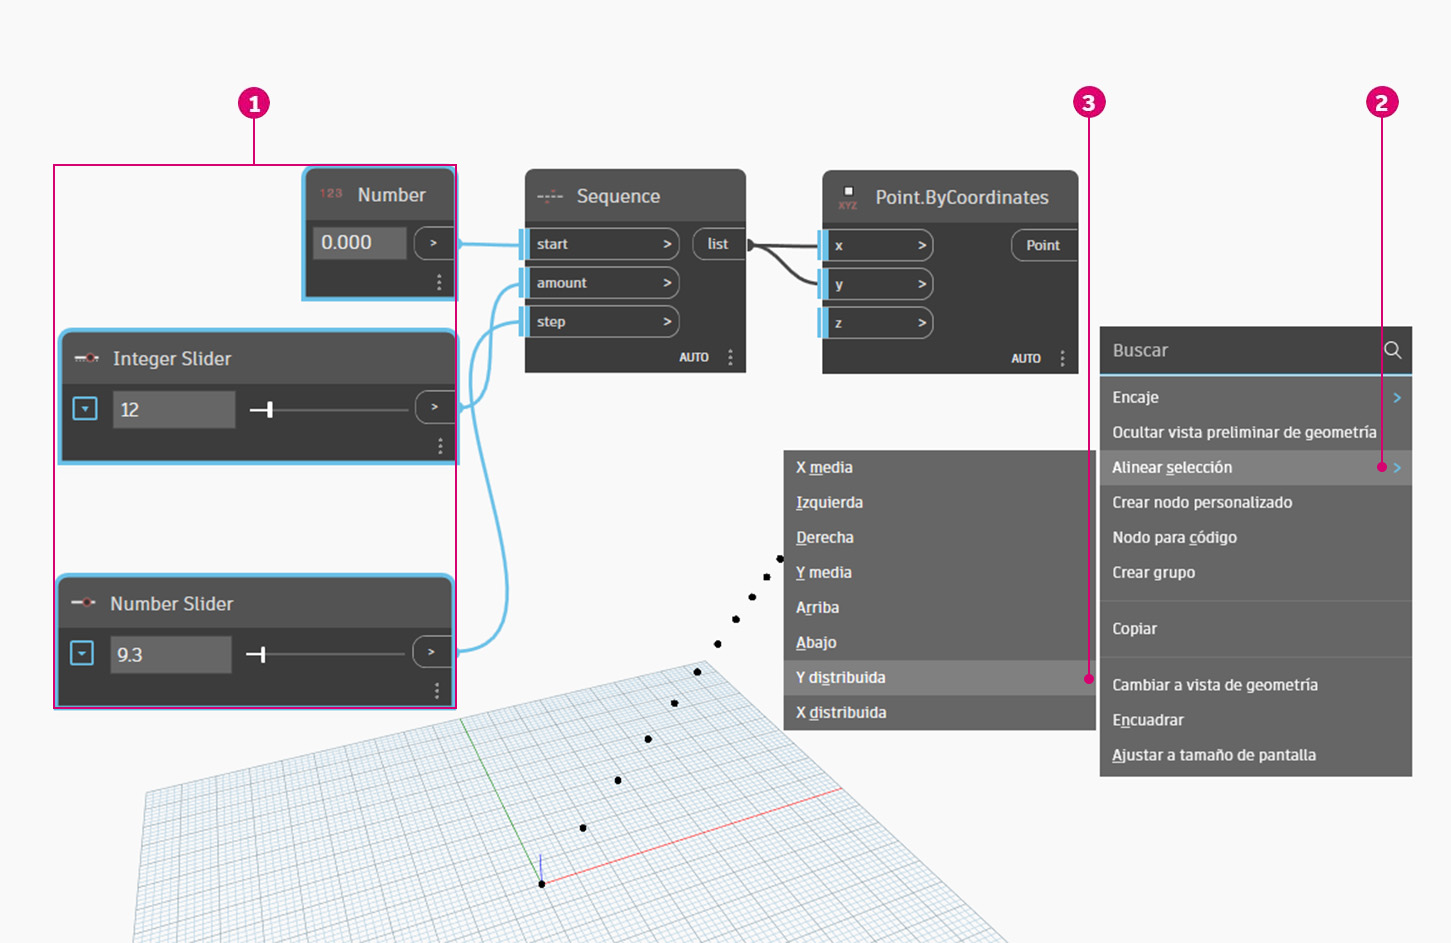 1
3
2
123 Number
0.000 >
Sequence
start >
amount >
step >
list
AUTO
XYZ Point.ByCoordinates
x >
y >
z >
Point
AUTO
Integer Slider
12 >
Number Slider
9.3 >
Buscar
Encaje >
Ocultar vista preliminar de geometría
Alinear selección >
Crear nodo personalizado
Nodo para código
Crear grupo
Copiar
Cambiar a vista de geometría
Encuadrar
Ajustar a tamaño de pantalla
X media
Izquierda
Derecha
Y media
Arriba
Abajo
Y distribuida
X distribuida